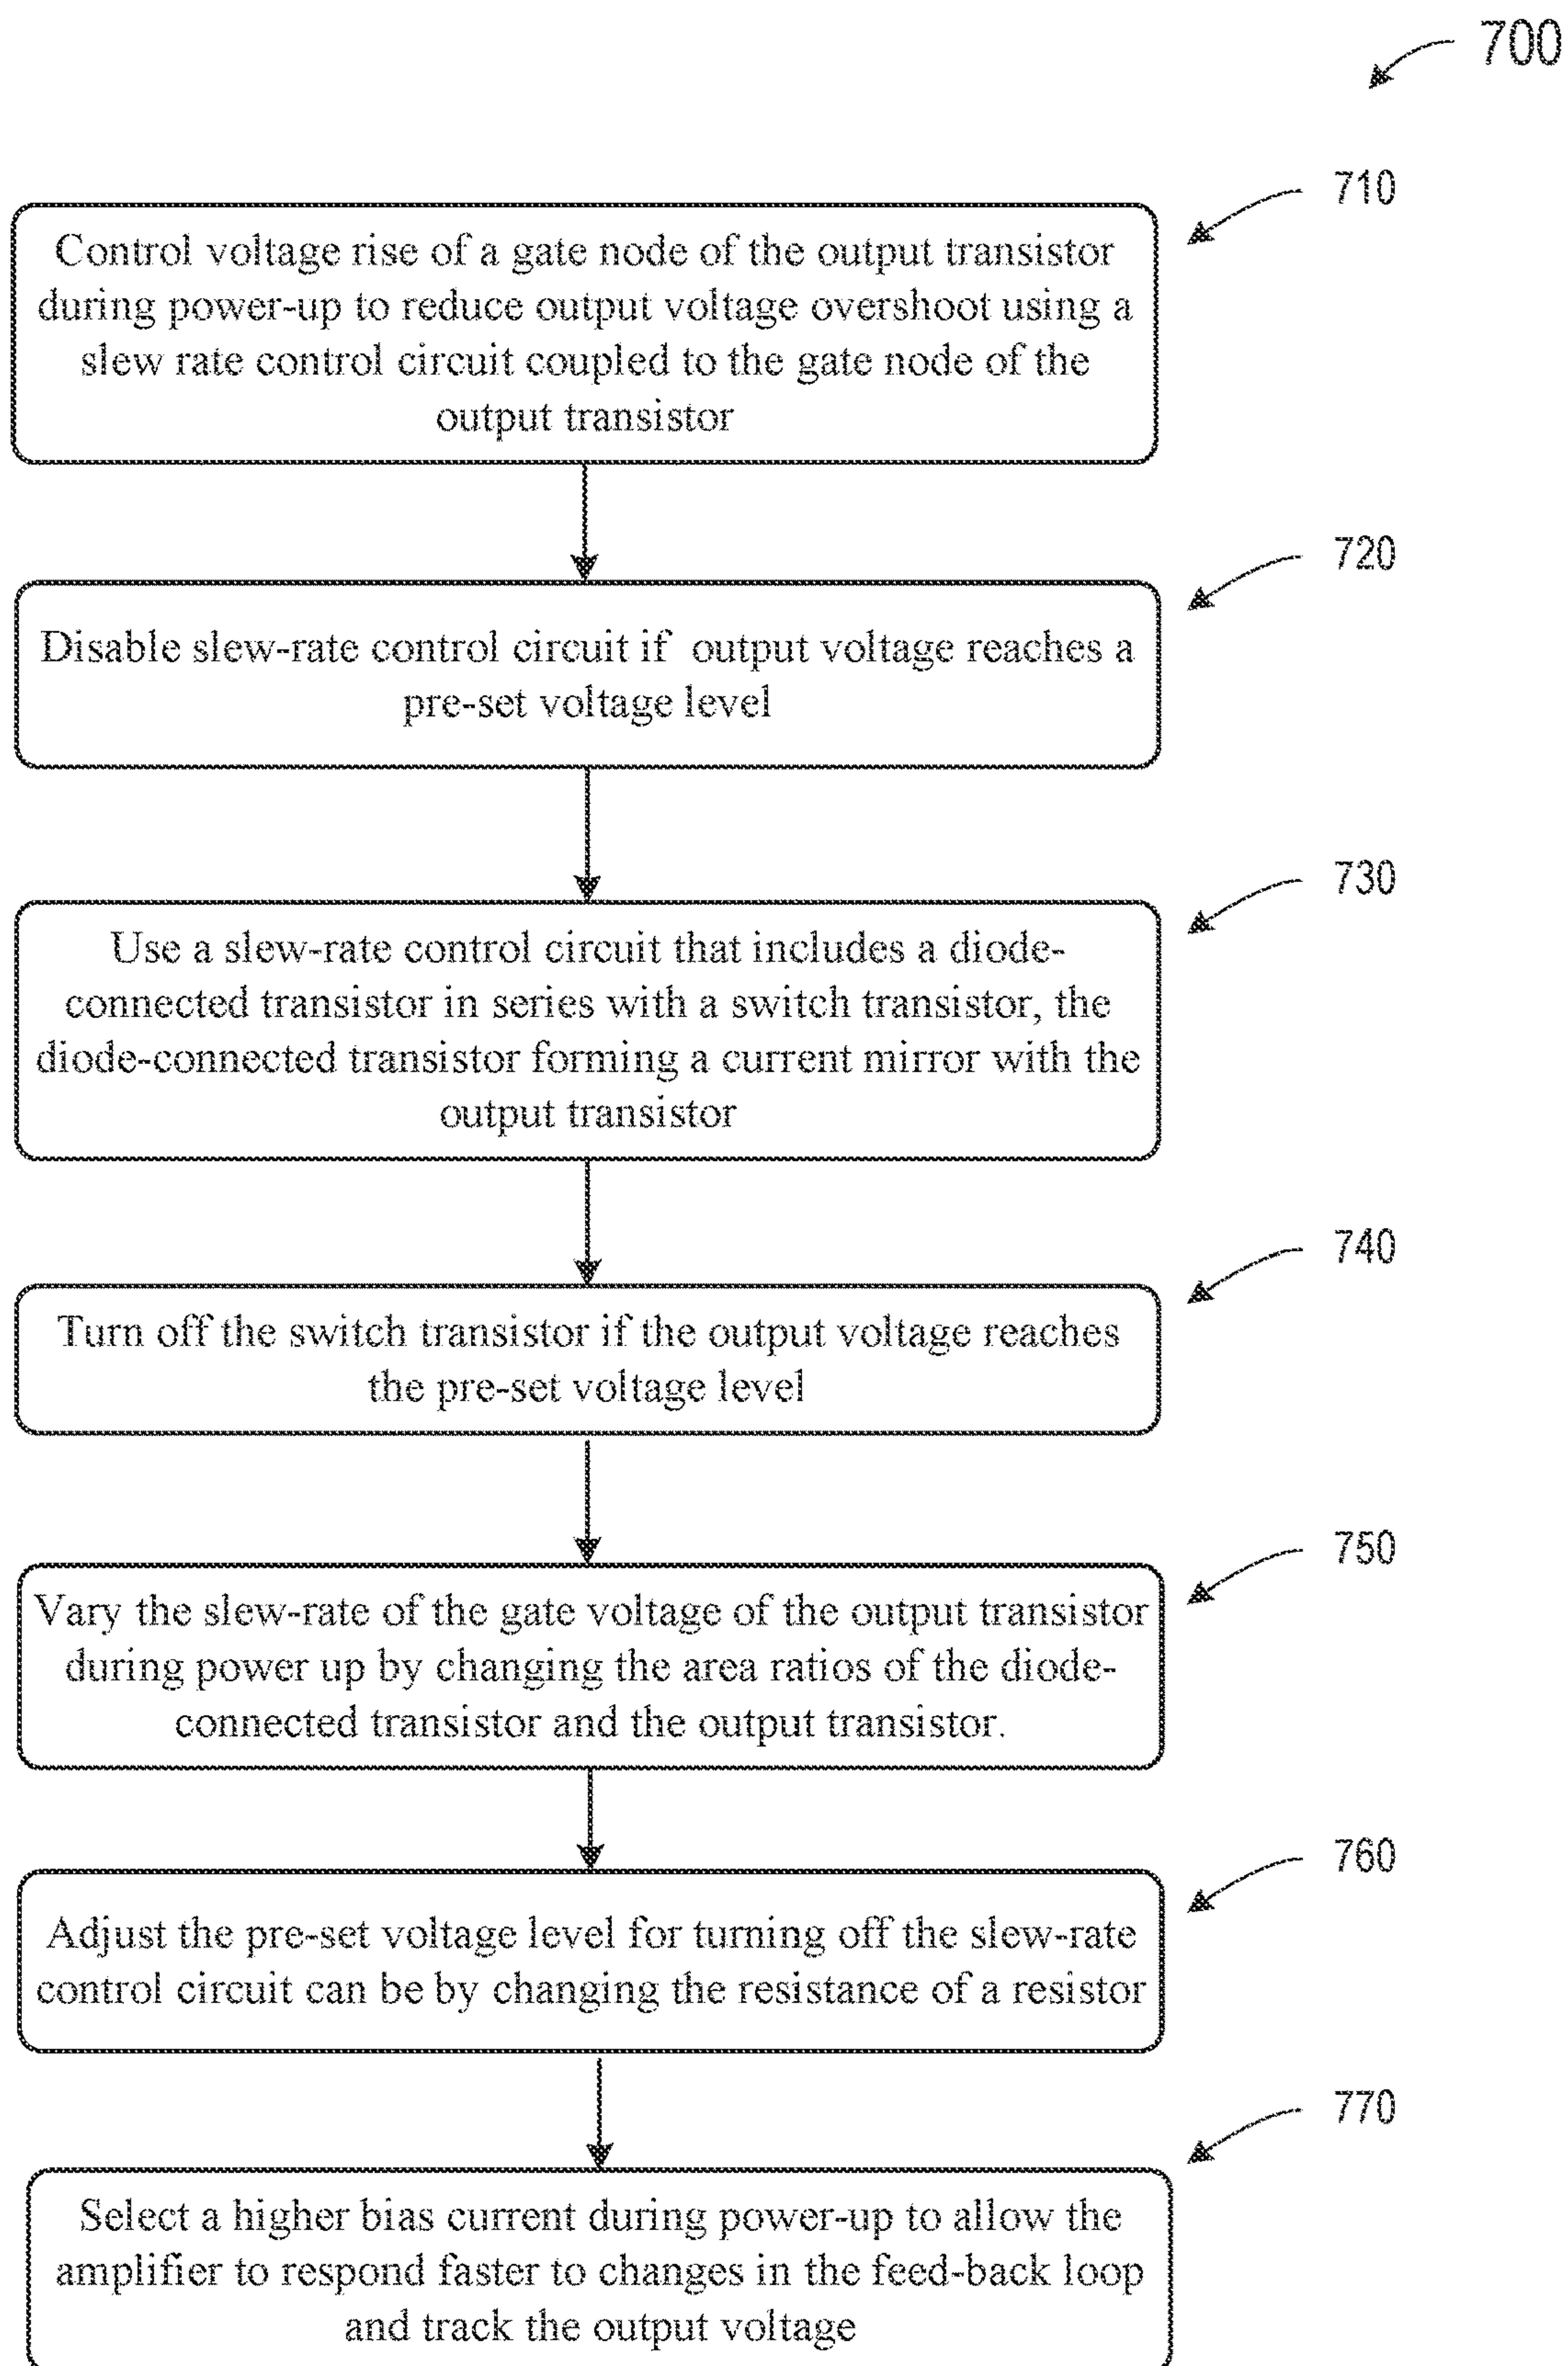 700
710
Control voltage rise of a gate node of the output transistor
during power-up to reduce output voltage overshoot using a
slew rate control circuit coupled to the gate node of the
output transistor
720
Disable slew-rate control circuit if output voltage reaches a
pre-set voltage level
730
Use a slew-rate control circuit that includes a diode-
connected transistor in series with a switch transistor, the
diode-connected transistor forming a current mirror with the
output transistor
740
Turn off the switch transistor if the output voltage reaches
the pre-set voltage level
750
Vary the slew-rate of the gate voltage of the output transistor
during power up by changing the area ratios of the diode-
connected transistor and the output transistor.
760
Adjust the pre-set voltage level for turning off the slew-rate
control circuit can be by changing the resistance of a resistor
770
Select a higher bias current during power-up to allow the
amplifier to respond faster to changes in the feed-back loop
and track the output voltage